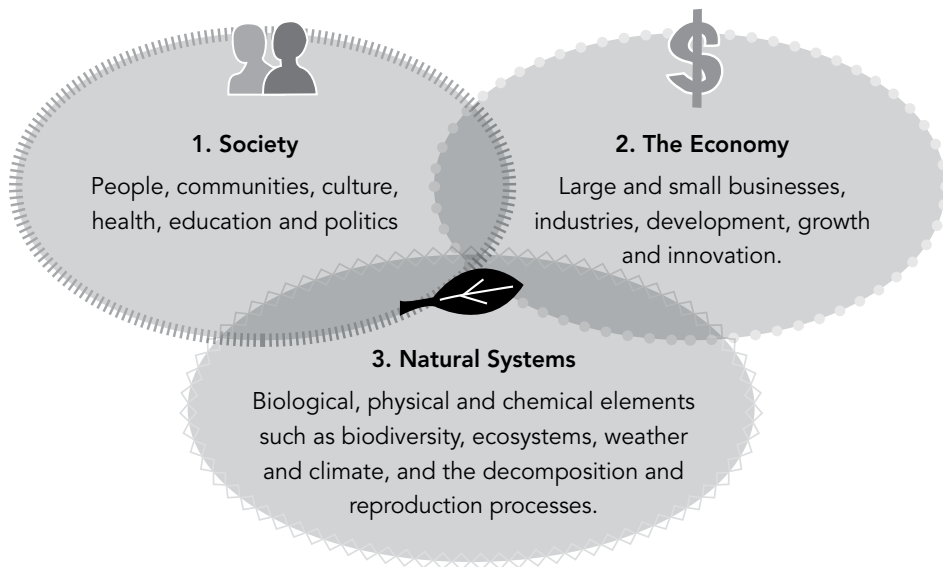 1. Society
People, communities, culture,
health, education and politics
2. The Economy
Large and small businesses,
industries, development, growth
and innovation.
3. Natural Systems
Biological, physical and chemical elements
such as biodiversity, ecosystems, weather
and climate, and the decomposition and
reproduction processes.